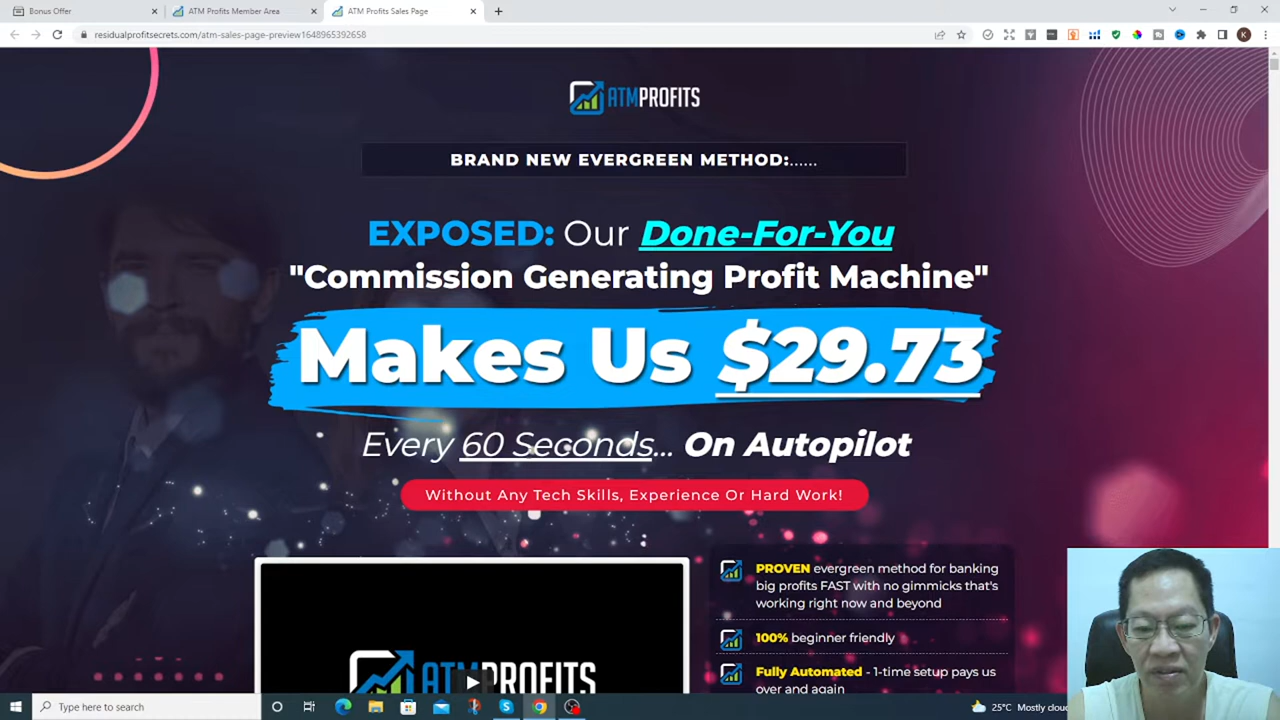 Bonus Offer
ATM Profits Member Area
ATM Profits Sales Page
residualprofitsecrets.com/atm-sales-page-preview1648965392658
K
ATMPROFITS
BRAND NEW EVERGREEN METHOD:......
EXPOSED: Our Done-For-You
"Commission Generating Profit Machine"
Makes Us $29.73
Every 60 Seconds... On Autopilot
Without Any Tech Skills, Experience Or Hard Work!
PROVEN evergreen method for banking
big profits FAST with no gimmicks that's
working right now and beyond
100% beginner friendly
Fully Automated - 1-time setup pays us
over and again
ATMPROFITS
Type here to search
25°C Mostly cloud